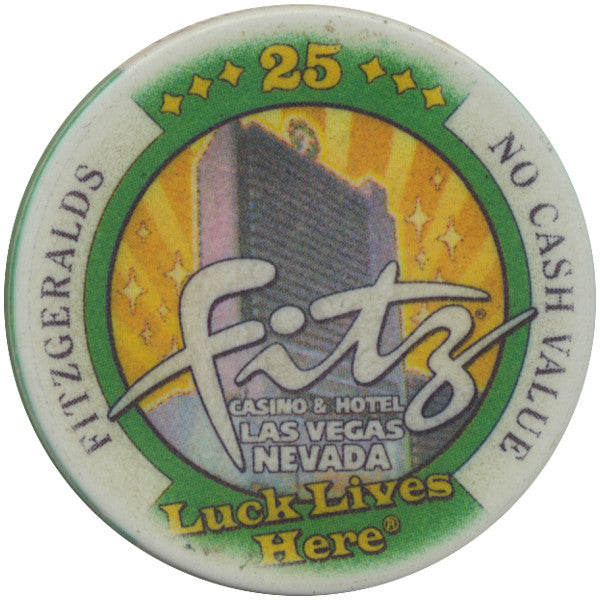 25
FITZGERALDS
NO CASH VALUE
Fitz®
CASINO & HOTEL
LAS VEGAS
NEVADA
Luck Lives
Here®